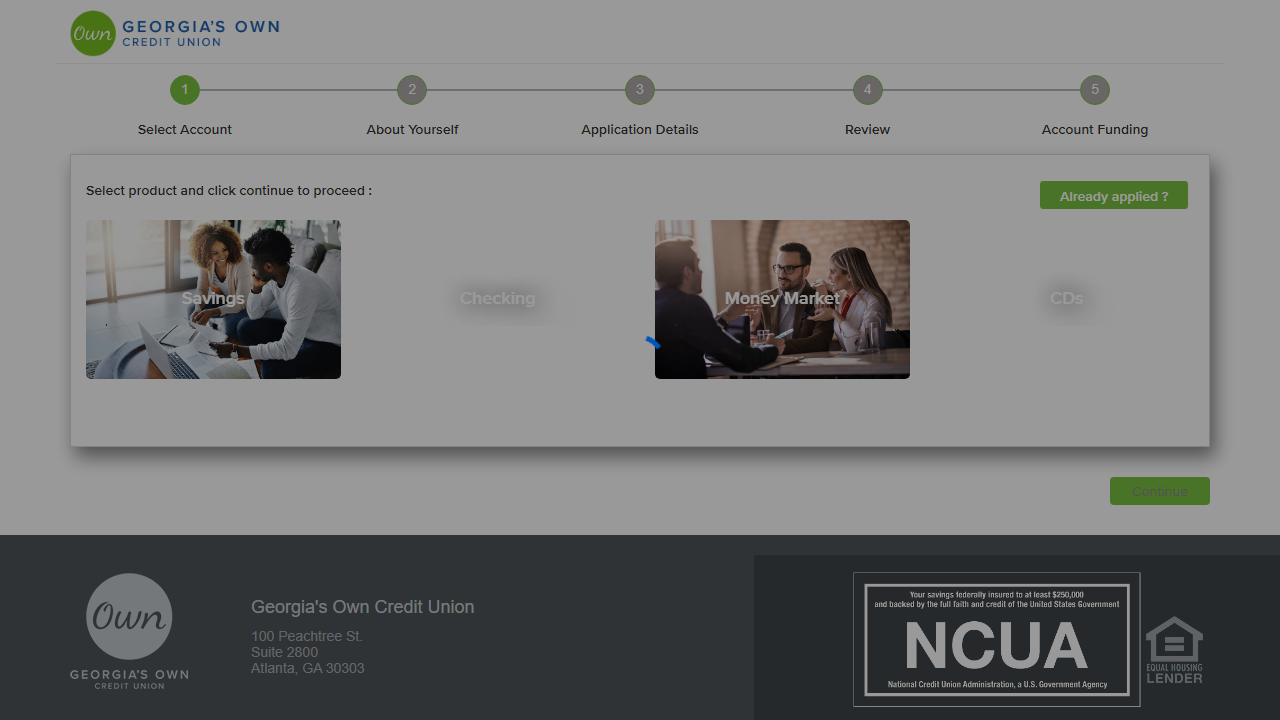 Own
GEORGIA'S OWN
CREDIT UNION
1
2
3
4
5
Select Account
About Yourself
Application Details
Review
Account Funding
Select product and click continue to proceed :
Already applied ?
Savings
Checking
Money Market
CDs
Continue
Own
GEORGIA'S OWN
CREDIT UNION
Georgia's Own Credit Union
100 Peachtree St.
Suite 2800
Atlanta, GA 30303
Your savings federally insured to at least $250,000
and backed by the full faith and credit of the United States Government
NCUA
National Credit Union Administration, a U.S. Government Agency
EQUAL HOUSING
LENDER